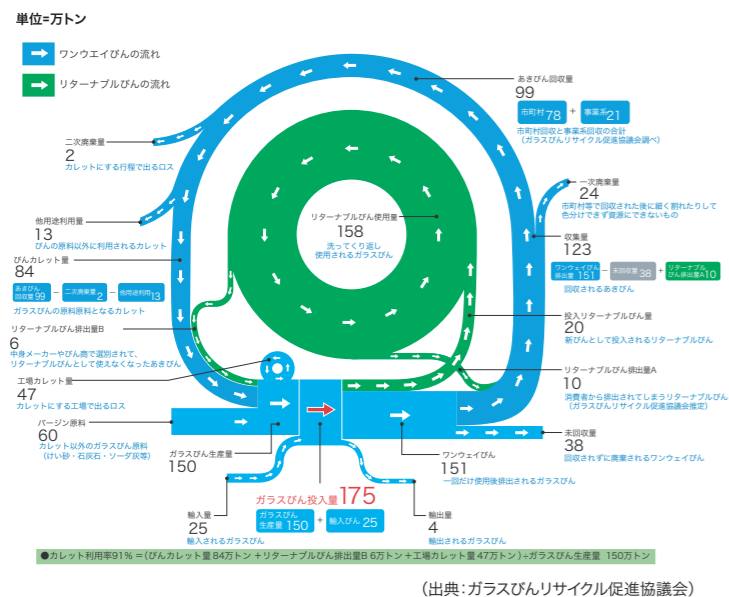 単位=万トン
ワンウエイびんの流れ
リターナブルびんの流れ
あきびん回収量
99
市町村78 + 事業系21
市町村回収と事業系回収の合計
（ガラスびんリサイクル促進協議会調べ）
二次廃棄量
2
カレットにする行程で出るロス
一次廃棄量
24
市町村等で回収された後に細く割れたりして
色分けできず資源にできないもの
他用途利用量
13
びんの原料以外に利用されるカレット
リターナブルびん使用量
158
洗ってくり返し
使用されるガラスびん
収集量
123
ワンウェイびん
排出量 151 − 未回収量38 + リターナブル
びん排出量A10
回収されるあきびん
びんカレット量
84
あきびん
回収量99 − 二次廃棄量2 − 他用途利用13
ガラスびんの原料原料となるカレット
投入リターナブルびん量
20
新びんとして投入されるリターナブルびん
リターナブルびん排出量B
6
中身メーカーやびん商で選別されて、
リターナブルびんとして使えなくなったあきびん
リターナブルびん排出量A
10
消費者から排出されてしまうリターナブルびん
（ガラスびんリサイクル促進協議会推定）
工場カレット量
47
カレットにする工場で出るロス
バージン原料
60
カレット以外のガラスびん原料
（けい砂・石灰石・ソーダ灰等）
未回収量
38
回収されずに廃棄されるワンウェイびん
ガラスびん生産量
150
ワンウェイびん
151
一回だけ使用後排出されるガラスびん
ガラスびん投入量175
ガラスびん
生産量 150 + 輸入びん 25
輸入量
25
輸入されるガラスびん
輸出量
4
輸出されるガラスびん
●カレット利用率91％ ＝（びんカレット量 84万トン ＋リターナブルびん排出量B 6万トン＋工場カレット量 47万トン ）÷ガラスびん生産量 150万トン
（出典：ガラスびんリサイクル促進協議会）